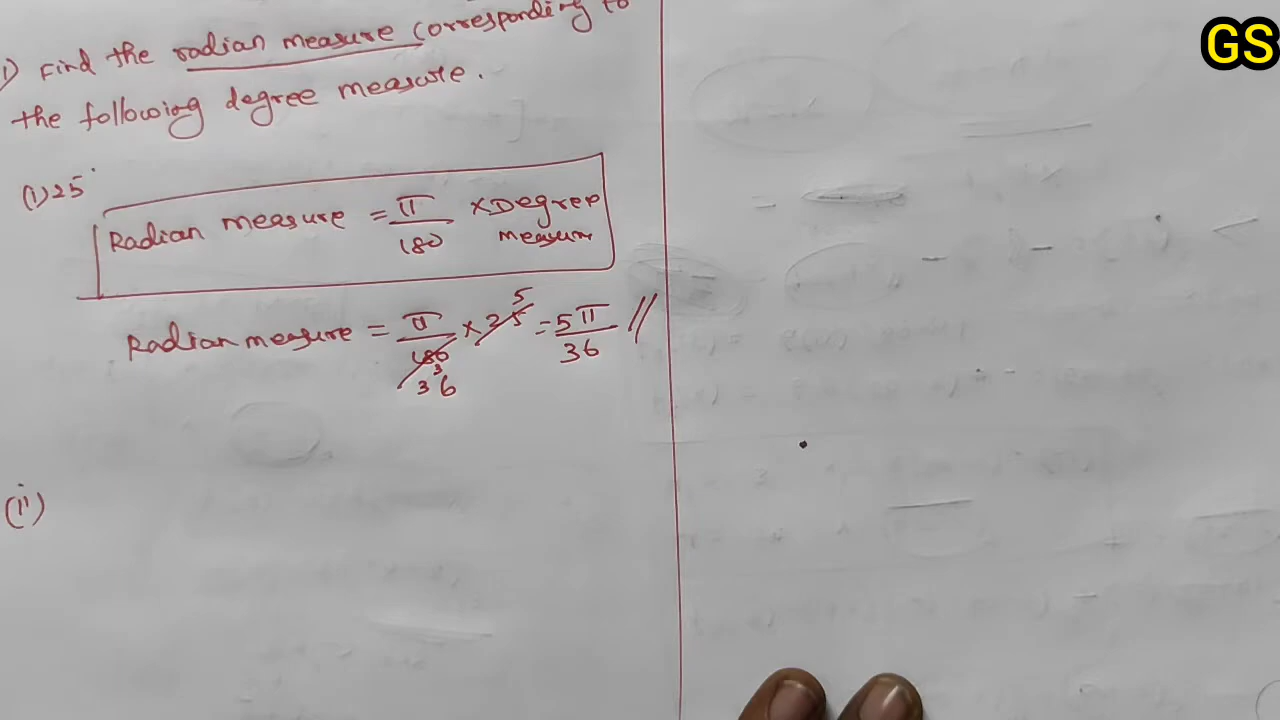 1) Find the radian measure corresponding to
the following degree measure.
(i) 25°
Radian measure = π/180 × Degree measure
Radian measure = π/180 36 × 25 5 = 5π/36 //
(ii)
GS